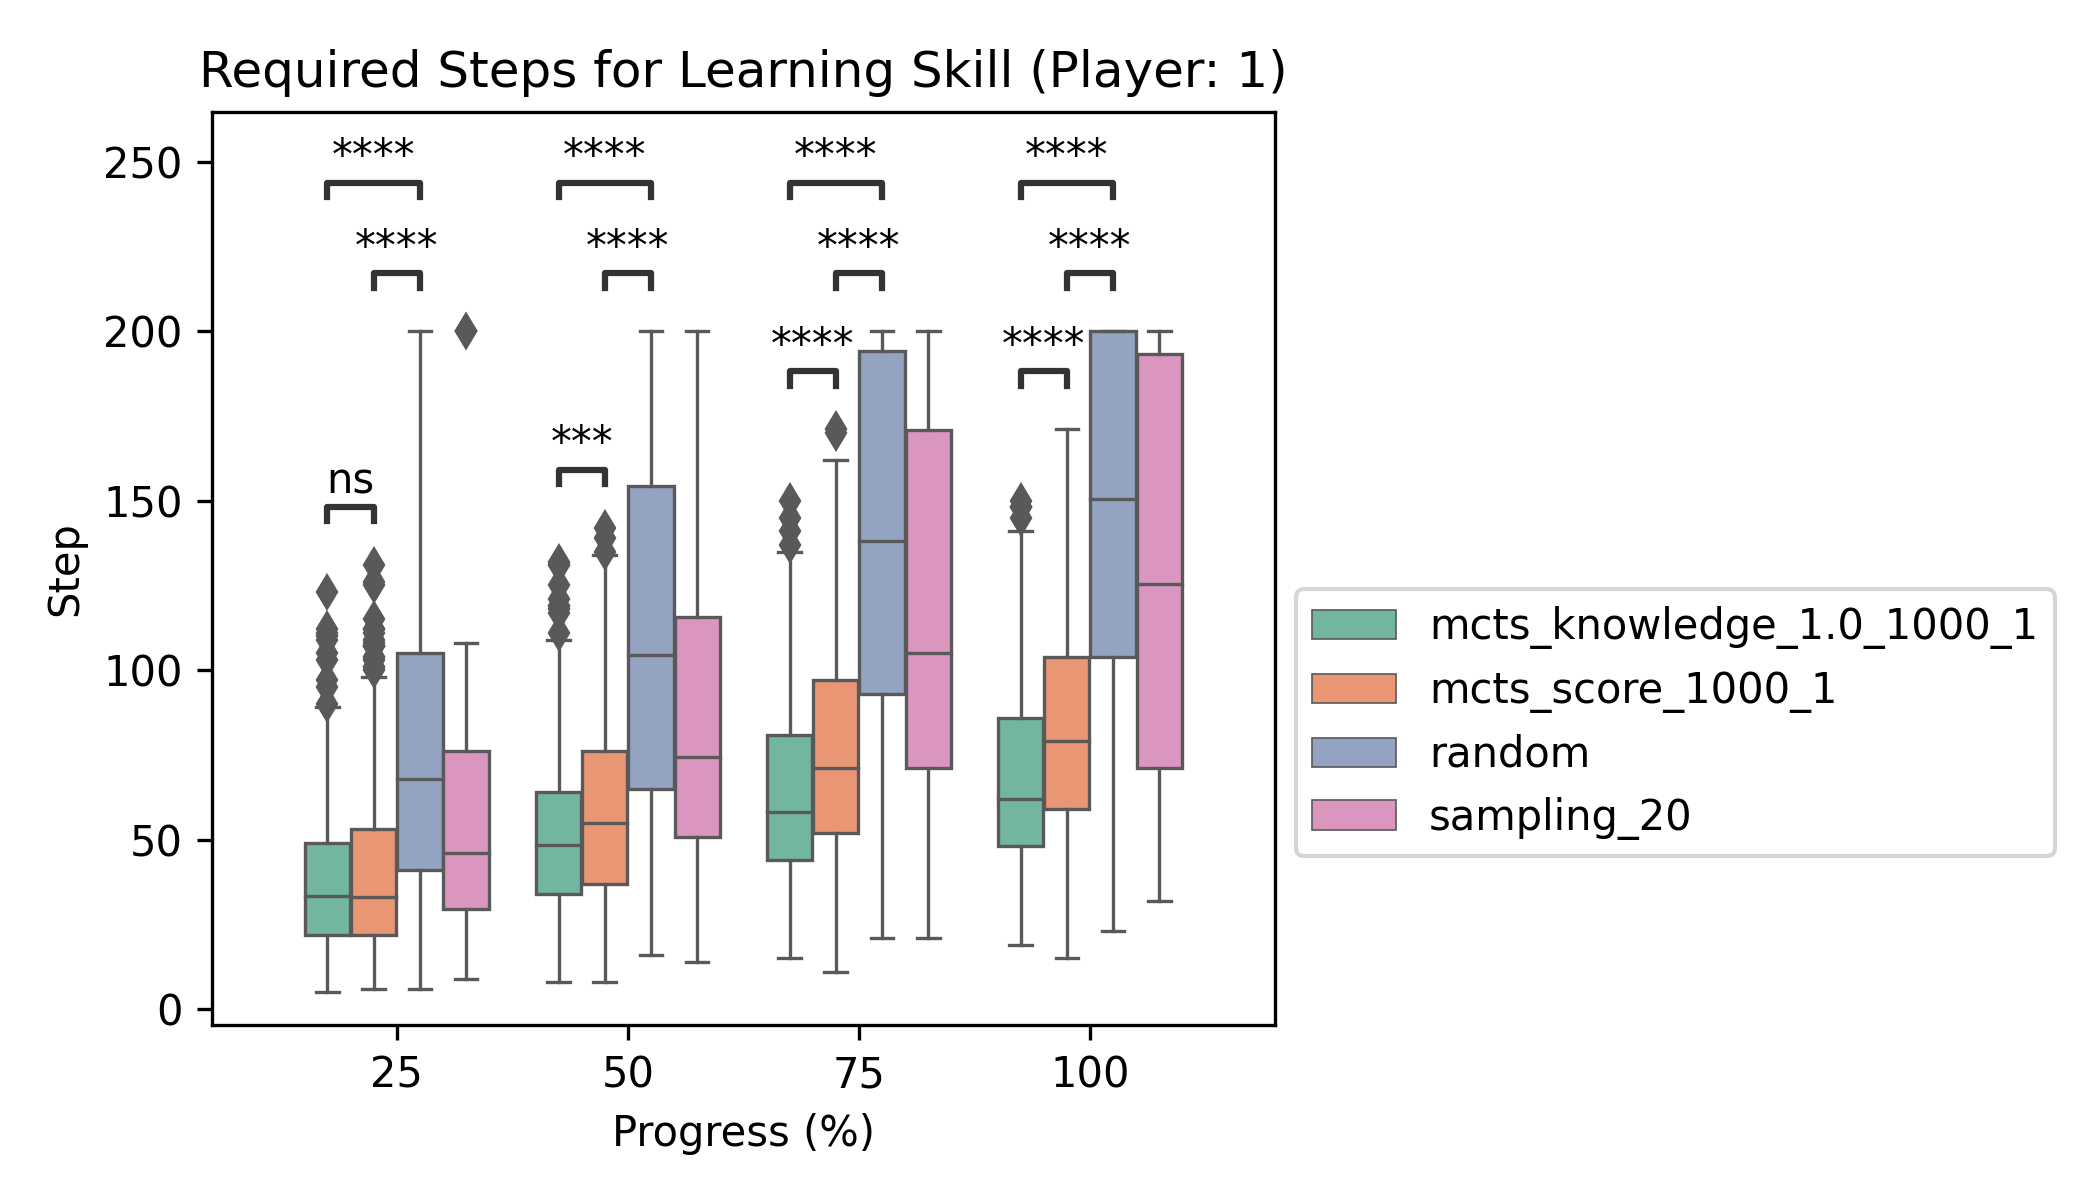 Required Steps for Learning Skill (Player: 1)
250
200
150
100
50
0
Step
**** **** **** ****
**** **** **** ****
**** ****
***
ns
25 50 75 100
Progress (%)
mcts_knowledge_1.0_1000_1
mcts_score_1000_1
random
sampling_20